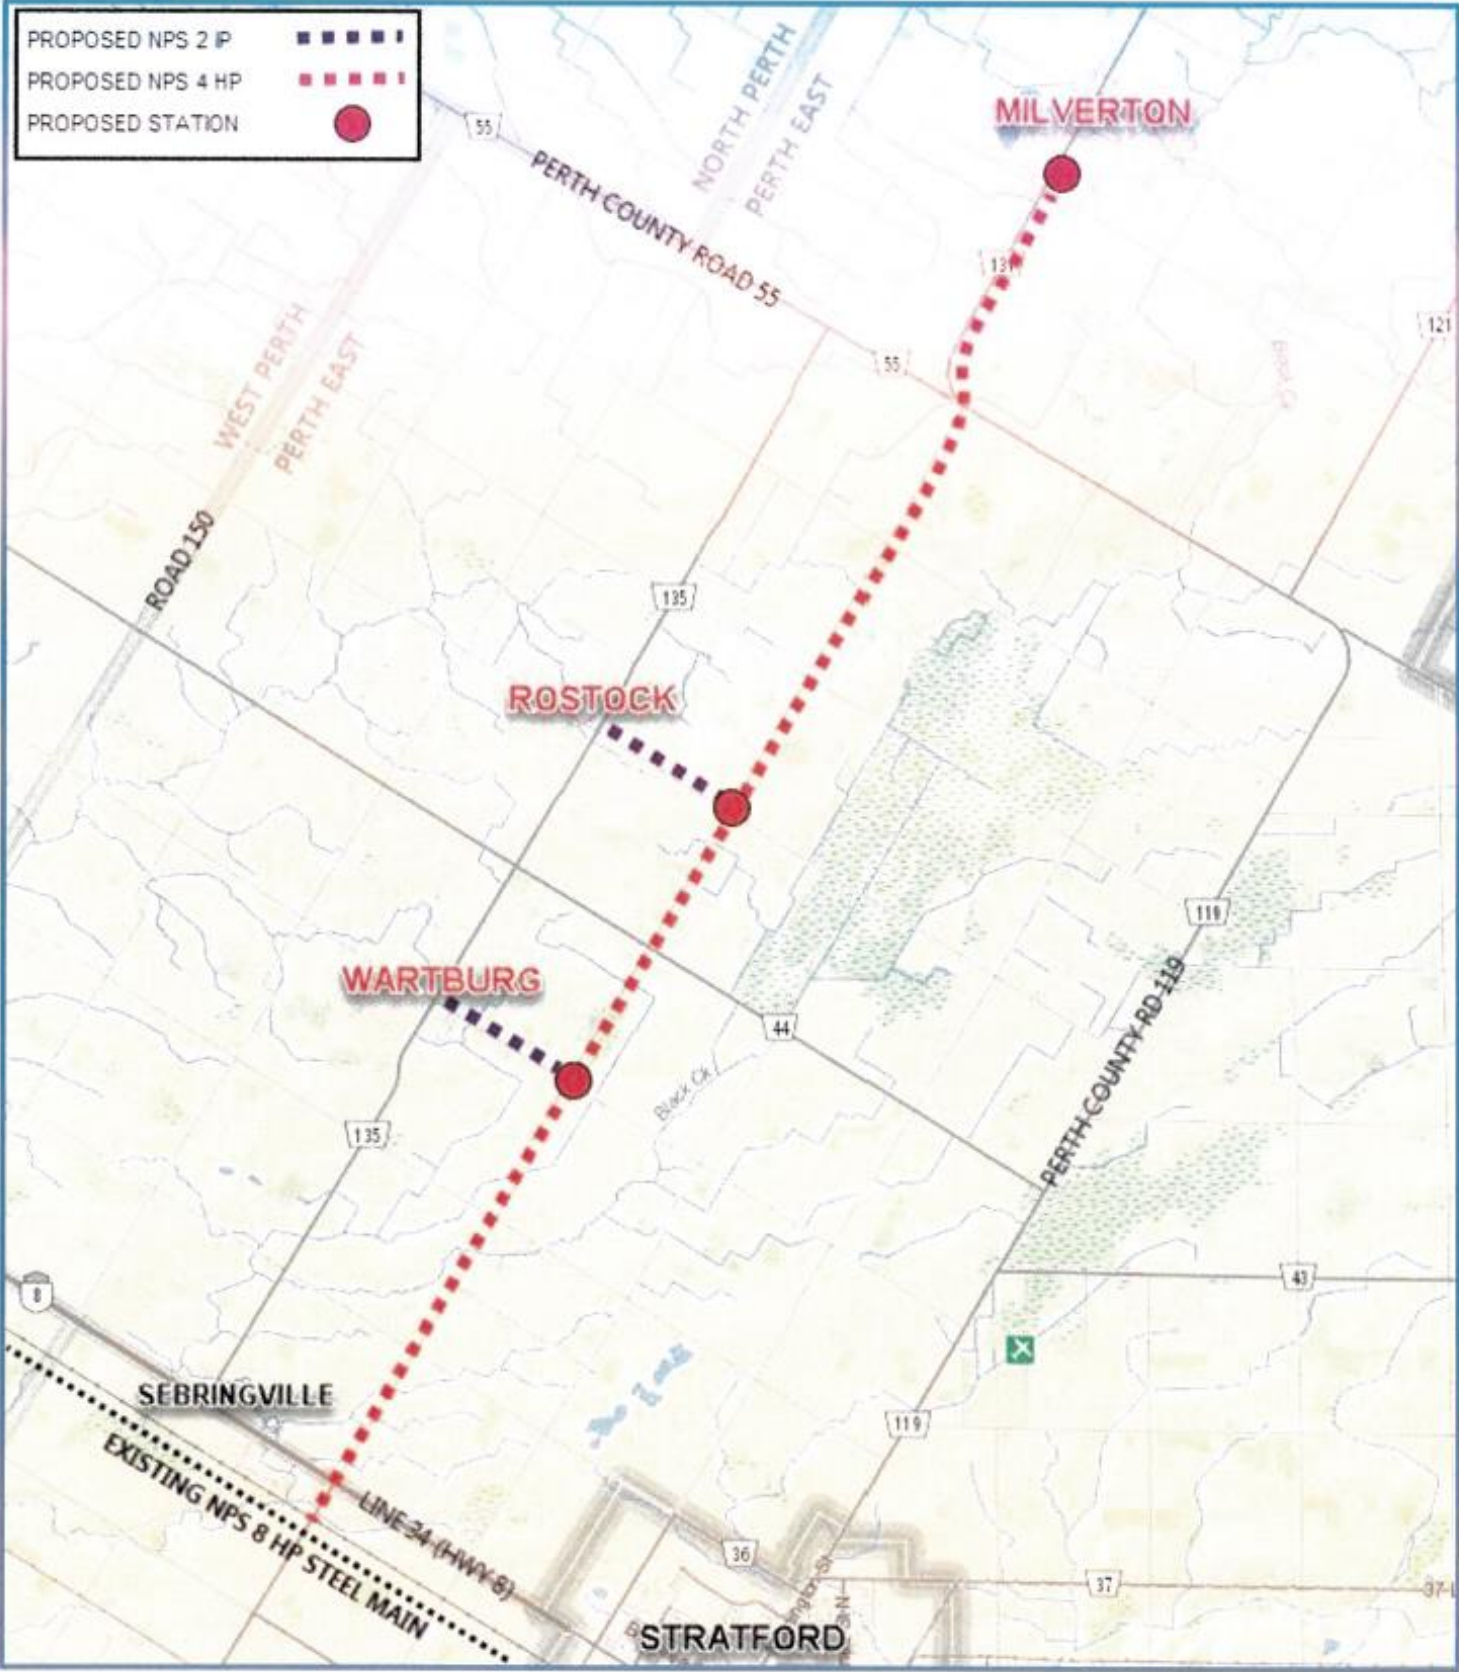 PROPOSED NPS 2 IP
PROPOSED NPS 4 HP
PROPOSED STATION
NORTH PERTH
PERTH EAST
MILVERTON
55
PERTH COUNTY ROAD 55
131
121
WEST PERTH
PERTH EAST
55
ROAD 150
135
ROSTOCK
119
WARTBURG
44
PERTH COUNTY RD 119
Black Ck
135
8
43
SEBRINGVILLE
119
EXISTING NPS 8 HP STEEL MAIN
LINE 34 (HWY 8)
36
37
37 L
STRATFORD